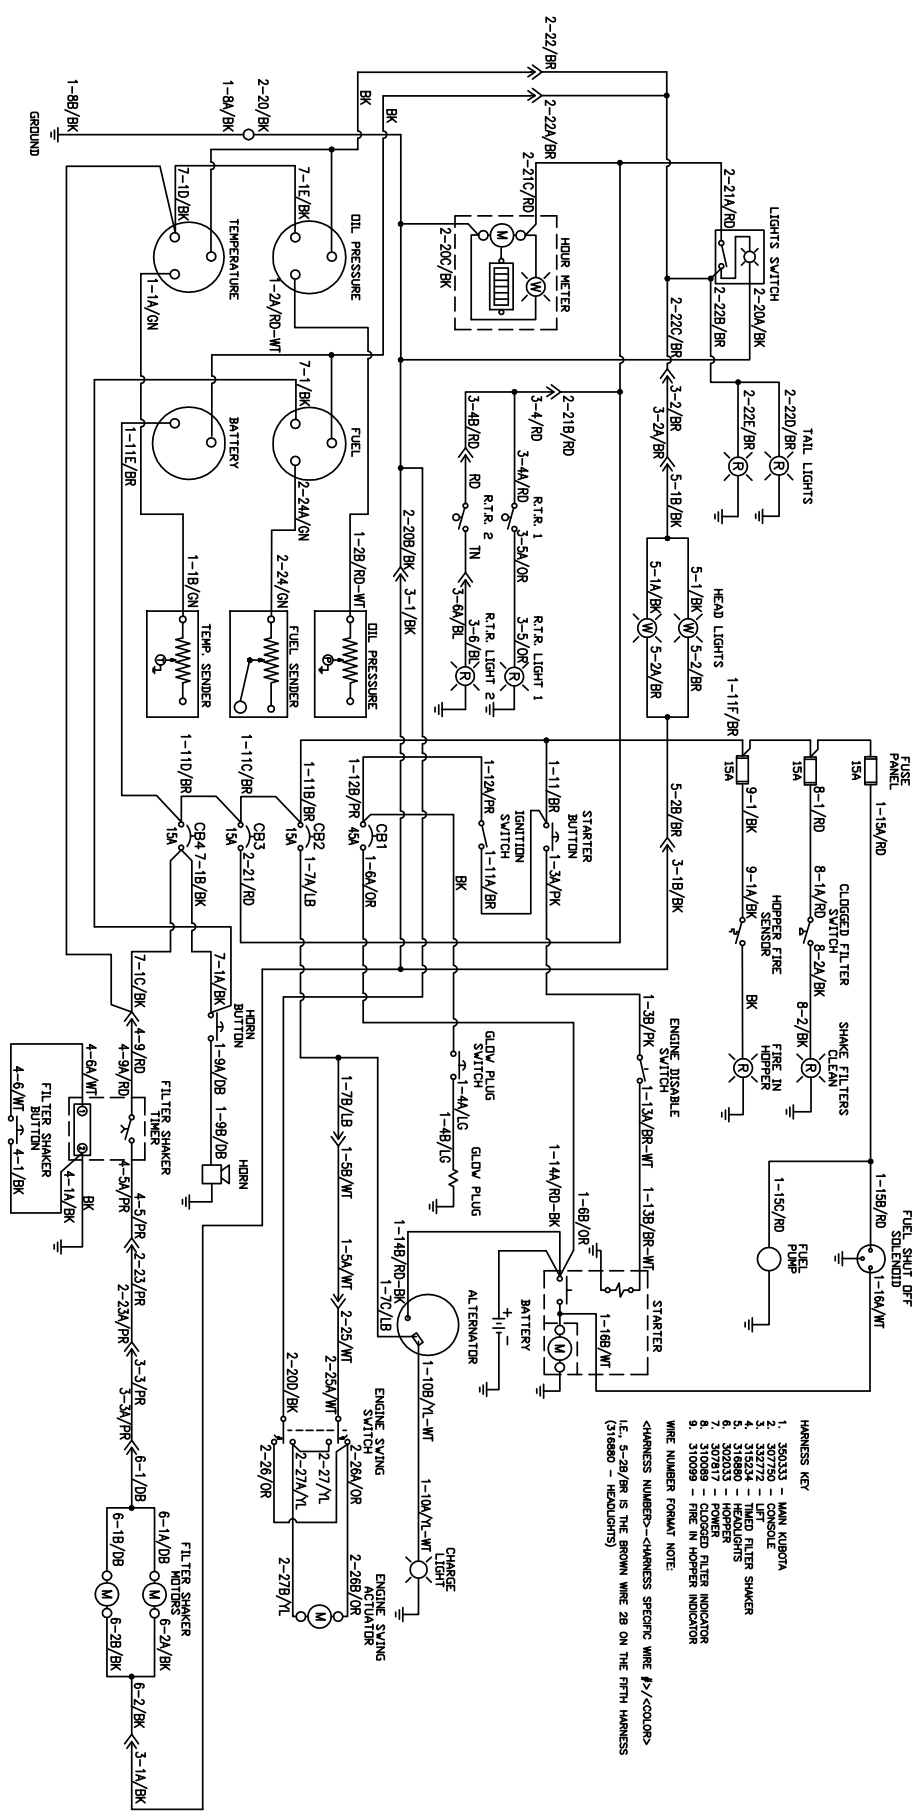 HARNESS KEY
1. 350333 - MAIN KUBOTA
2. 307750 - CONSOLE
3. 332772 - LIFT
4. 315234 - TIMED FILTER SHAKER
5. 316880 - HEADLIGHTS
6. 302033 - HOPPER
7. 307817 - POWER
8. 310089 - CLOGGED FILTER INDICATOR
9. 310099 - FIRE IN HOPPER INDICATOR
WIRE NUMBER FORMAT NOTE:
<HARNESS NUMBER>-<HARNESS SPECIFIC WIRE #>/<COLOR>
I.E., 5-2B/BR IS THE BROWN WIRE 2B ON THE FIFTH HARNESS
(316880 - HEADLIGHTS)
FUSE
PANEL
15A
1-15A/RD
1-15B/RD
FUEL SHUT OFF
SOLENOID
1-16A/WT
1-15C/RD
FUEL
PUMP
15A
8-1/RD
8-1A/RD
CLOGGED FILTER
SWITCH
8-2A/BK
8-2/BK
SHAKE FILTERS
CLEAN
R
1-11F/BR
15A
9-1/BK
9-1A/BK
HOPPER FIRE
SENSOR
BK
FIRE IN
HOPPER
R
LIGHTS SWITCH
2-21A/RD
2-20A/BK
2-22B/BR
TAIL LIGHTS
2-22D/BR
R
2-22E/BR
R
2-22/BR
2-22A/BR
2-22C/BR
3-2/BR
3-2A/BR
5-1B/BK
HEAD LIGHTS
5-1/BK
W
5-2/BR
5-1A/BK
W
5-2A/BR
5-2B/BR
3-1B/BK
1-3B/PK
ENGINE DISABLE
SWITCH
1-13A/BR-WT
1-13B/BR-WT
STARTER
1-16B/WT
M
2-21C/RD
HOUR METER
M
W
2-20C/BK
2-21B/RD
3-4/RD
3-4A/RD
R.T.R. 1
3-5A/OR
3-5/OR
R.T.R. LIGHT 1
R
3-4B/RD
RD
R.T.R. 2
TN
3-6A/BL
3-6/BL
R.T.R. LIGHT 2
R
1-11/BR
STARTER
BUTTON
1-3A/PK
1-12A/PR
IGNITION
SWITCH
1-11A/BR
BK
GLOW PLUG
SWITCH
1-4A/LG
1-4B/LG
GLOW PLUG
1-14A/RD-BK
1-6B/OR
BATTERY
+
-
1-14B/RD-BK
1-7C/LB
ALTERNATOR
1-10B/YL-WT
1-10A/YL-WT
CHARGE
LIGHT
BK
BK
2-20B/BK
3-1/BK
1-12B/PR
CB1
45A
1-6A/OR
1-11B/BR
CB2
15A
1-7A/LB
1-7B/LB
1-5B/WT
1-5A/WT
2-25/WT
2-25A/WT
ENGINE SWING
SWITCH
2-20D/BK
2-26A/OR
2-27/YL
2-27A/YL
2-26/OR
2-26B/OR
2-27B/YL
M
ENGINE SWING
ACTUATOR
1-8B/BK
GROUND
1-8A/BK
2-20/BK
OIL PRESSURE
7-1E/BK
1-2A/RD-WT
FUEL
7-1/BK
2-24A/GN
1-2B/RD-WT
OIL PRESSURE
P
2-24/GN
FUEL SENDER
TEMPERATURE
7-1D/BK
1-1A/GN
BATTERY
1-11E/BR
1-1B/GN
TEMP. SENDER
T
1-11C/BR
CB3
15A
2-21/RD
1-11D/BR
CB4
15A
7-1B/BK
7-1A/BK
HORN
BUTTON
1-9A/DB
1-9B/DB
HORN
7-1C/BK
4-9/RD
4-9A/RD
FILTER SHAKER
TIMER
4-5A/PR
4-5/PR
2-23/PR
2-23A/PR
3-3/PR
3-3A/PR
6-1/DB
FILTER SHAKER
MOTORS
6-1A/DB
M
6-2A/BK
6-1B/DB
M
6-2B/BK
6-2/BK
3-1A/BK
4-6A/WT
1
2
BK
4-1A/BK
FILTER SHAKER
BUTTON
4-6/WT
4-1/BK